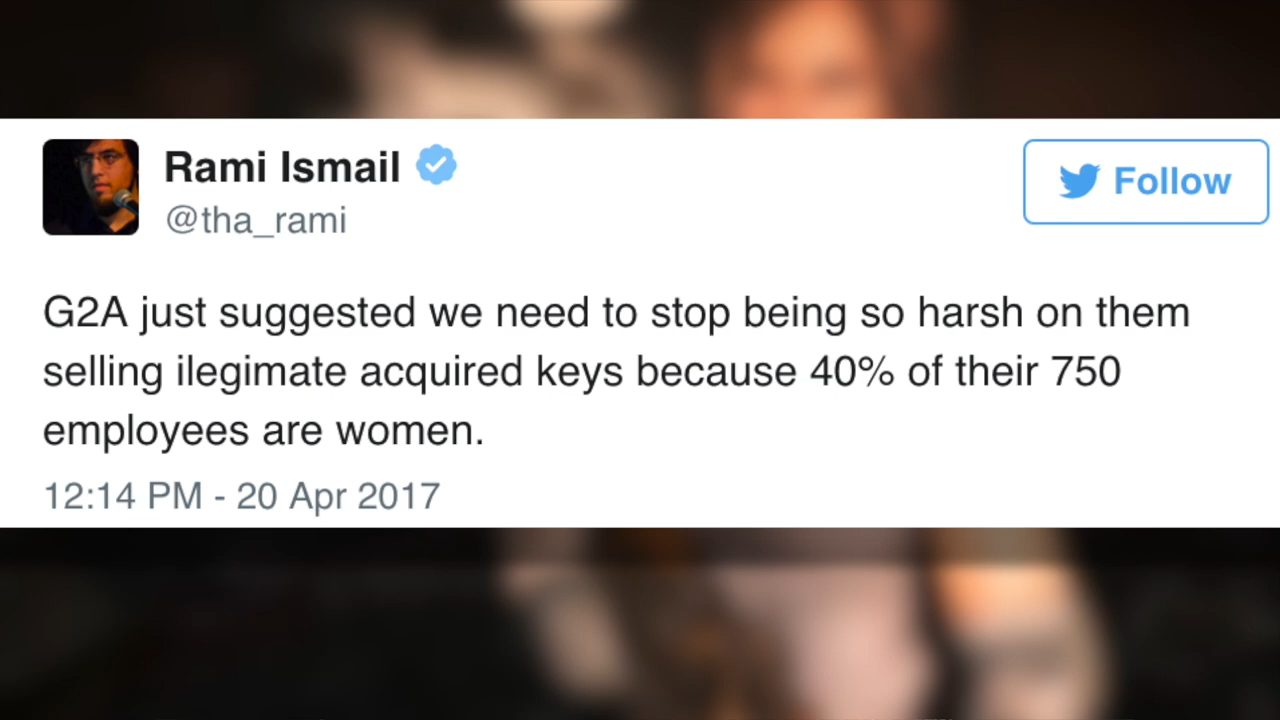 Rami Ismail
@tha_rami
Follow
G2A just suggested we need to stop being so harsh on them
selling ilegimate acquired keys because 40% of their 750
employees are women.
12:14 PM - 20 Apr 2017